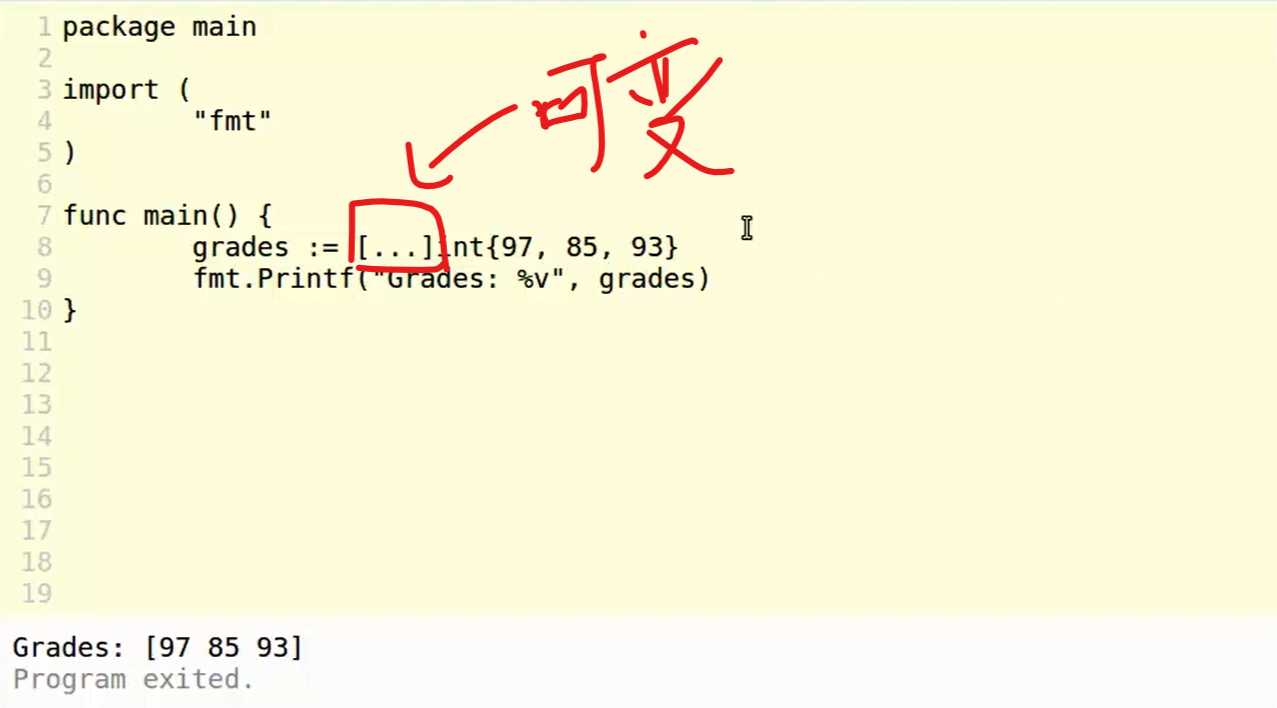 1 package main
2
3 import (
4         "fmt"
5 )
6
可变
7 func main() {
8         grades := [...]int{97, 85, 93}
9         fmt.Printf("Grades: %v", grades)
10 }
11
12
13
14
15
16
17
18
19
Grades: [97 85 93]
Program exited.